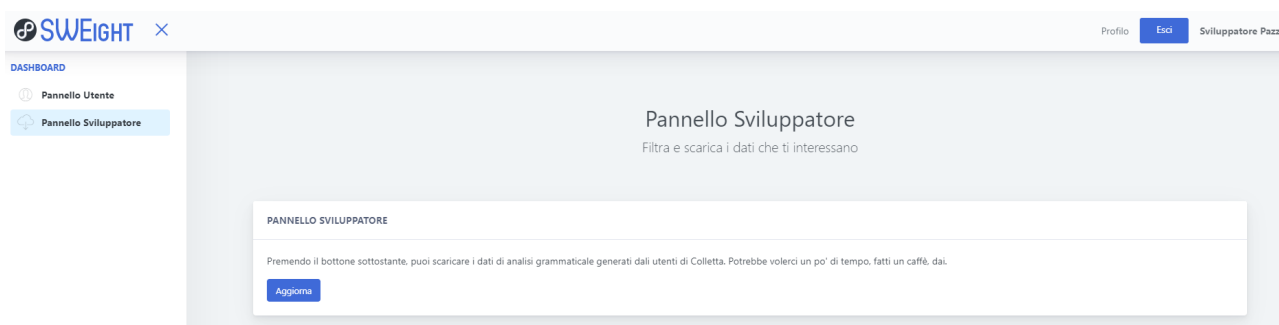 SWEIGHT
Profilo
Esci
Sviluppatore Pazz
DASHBOARD
Pannello Utente
Pannello Sviluppatore
Pannello Sviluppatore
Filtra e scarica i dati che ti interessano
PANNELLO SVILUPPATORE
Premendo il bottone sottostante, puoi scaricare i dati di analisi grammaticale generati dali utenti di Colletta. Potrebbe volerci un po' di tempo, fatti un caffè, dai.
Aggiorna